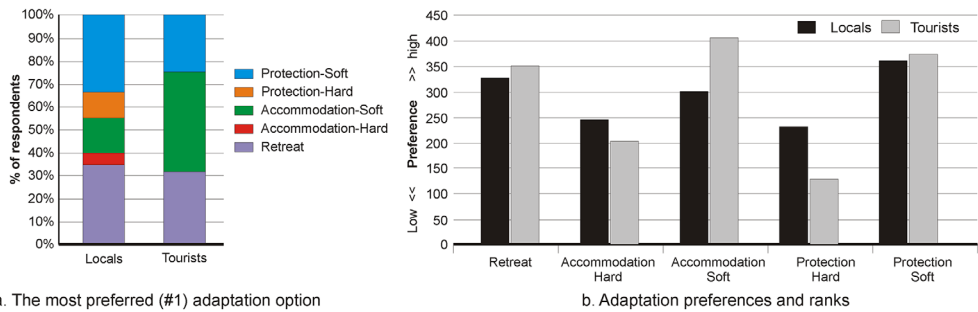 100%
90%
80%
70%
60%
50%
40%
30%
20%
10%
0%
% of respondents
Locals
Tourists
Protection-Soft
Protection-Hard
Accommodation-Soft
Accommodation-Hard
Retreat
. The most preferred (#1) adaptation option
450
400
350
300
250
200
150
100
50
0
Low << Preference >> high
Locals
Tourists
Retreat
Accommodation
Hard
Accommodation
Soft
Protection
Hard
Protection
Soft
b. Adaptation preferences and ranks